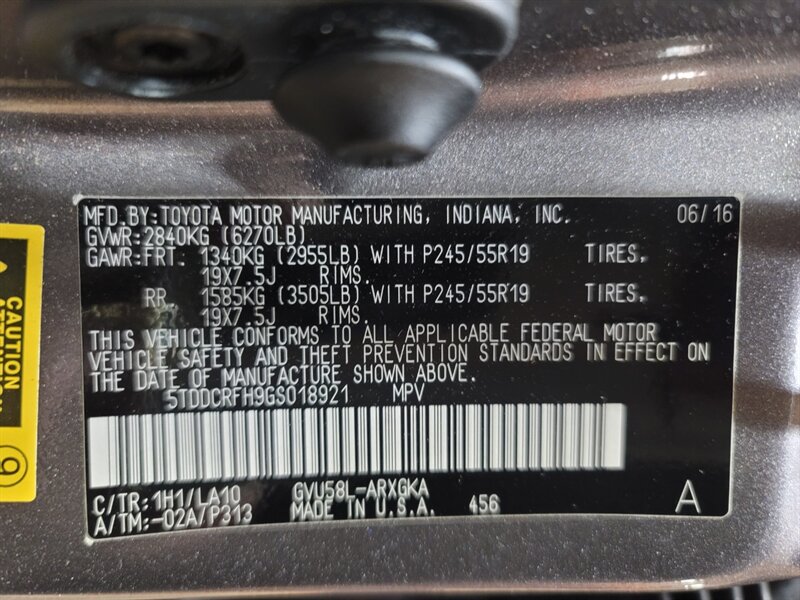 MFD.BY:TOYOTA MOTOR MANUFACTURING, INDIANA, INC. 06/16
GVWR:2840KG (6270LB)
GAWR:FRT. 1340KG (2955LB) WITH P245/55R19 TIRES.
19X7.5J RIMS.
RR. 1585KG (3505LB) WITH P245/55R19 TIRES.
19X7.5J RIMS.
THIS VEHICLE CONFORMS TO ALL APPLICABLE FEDERAL MOTOR
VEHICLE SAFETY AND THEFT PREVENTION STANDARDS IN EFFECT ON
THE DATE OF MANUFACTURE SHOWN ABOVE.
5TDDCRFH9GS018921 MPV
C/TR:1H1/LA10 GVU58L-ARXGKA
A/TM:-02A/P313 MADE IN U.S.A. 456 A
CAUTION
9